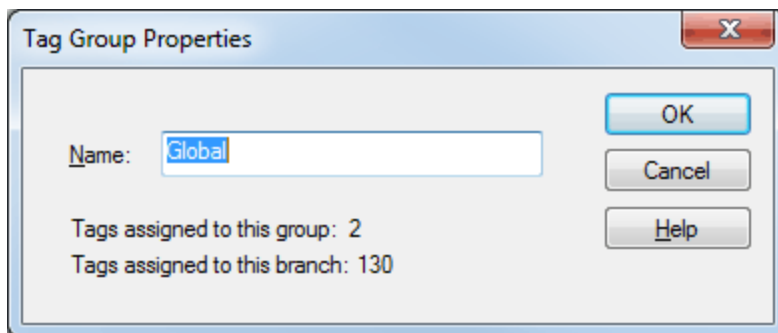 Tag Group Properties
Name: Global
OK
Cancel
Tags assigned to this group: 2
Help
Tags assigned to this branch: 130